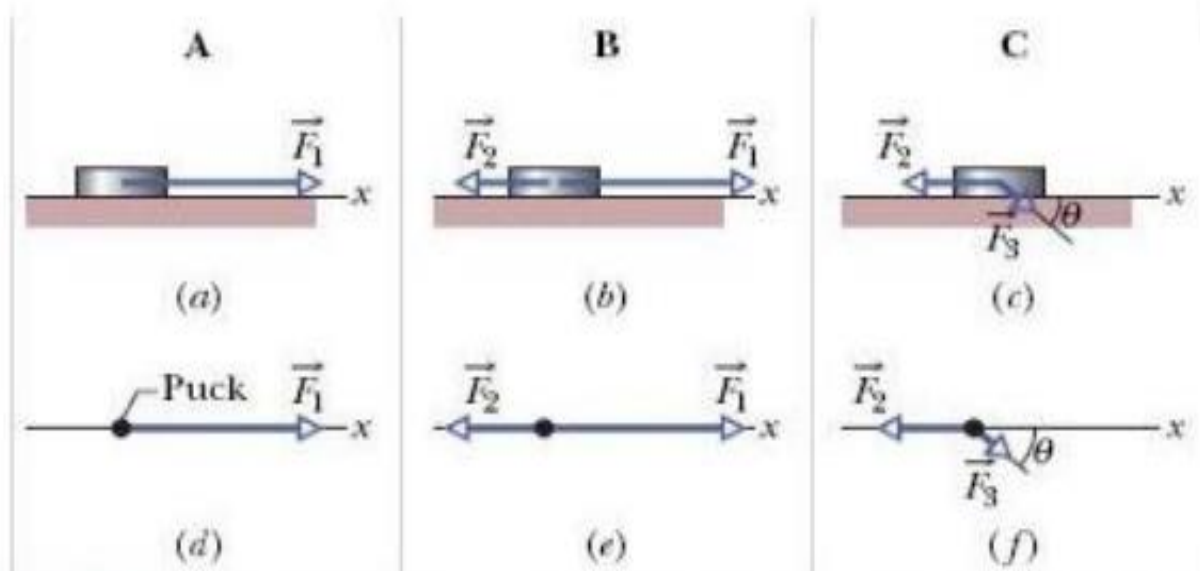 A B C
F₁ F₂ F₁ F₂
x x θ x
F₃
(a) (b) (c)
Puck F₁ F₂ F₁ F₂
x x x
θ
F₃
(d) (e) (f)